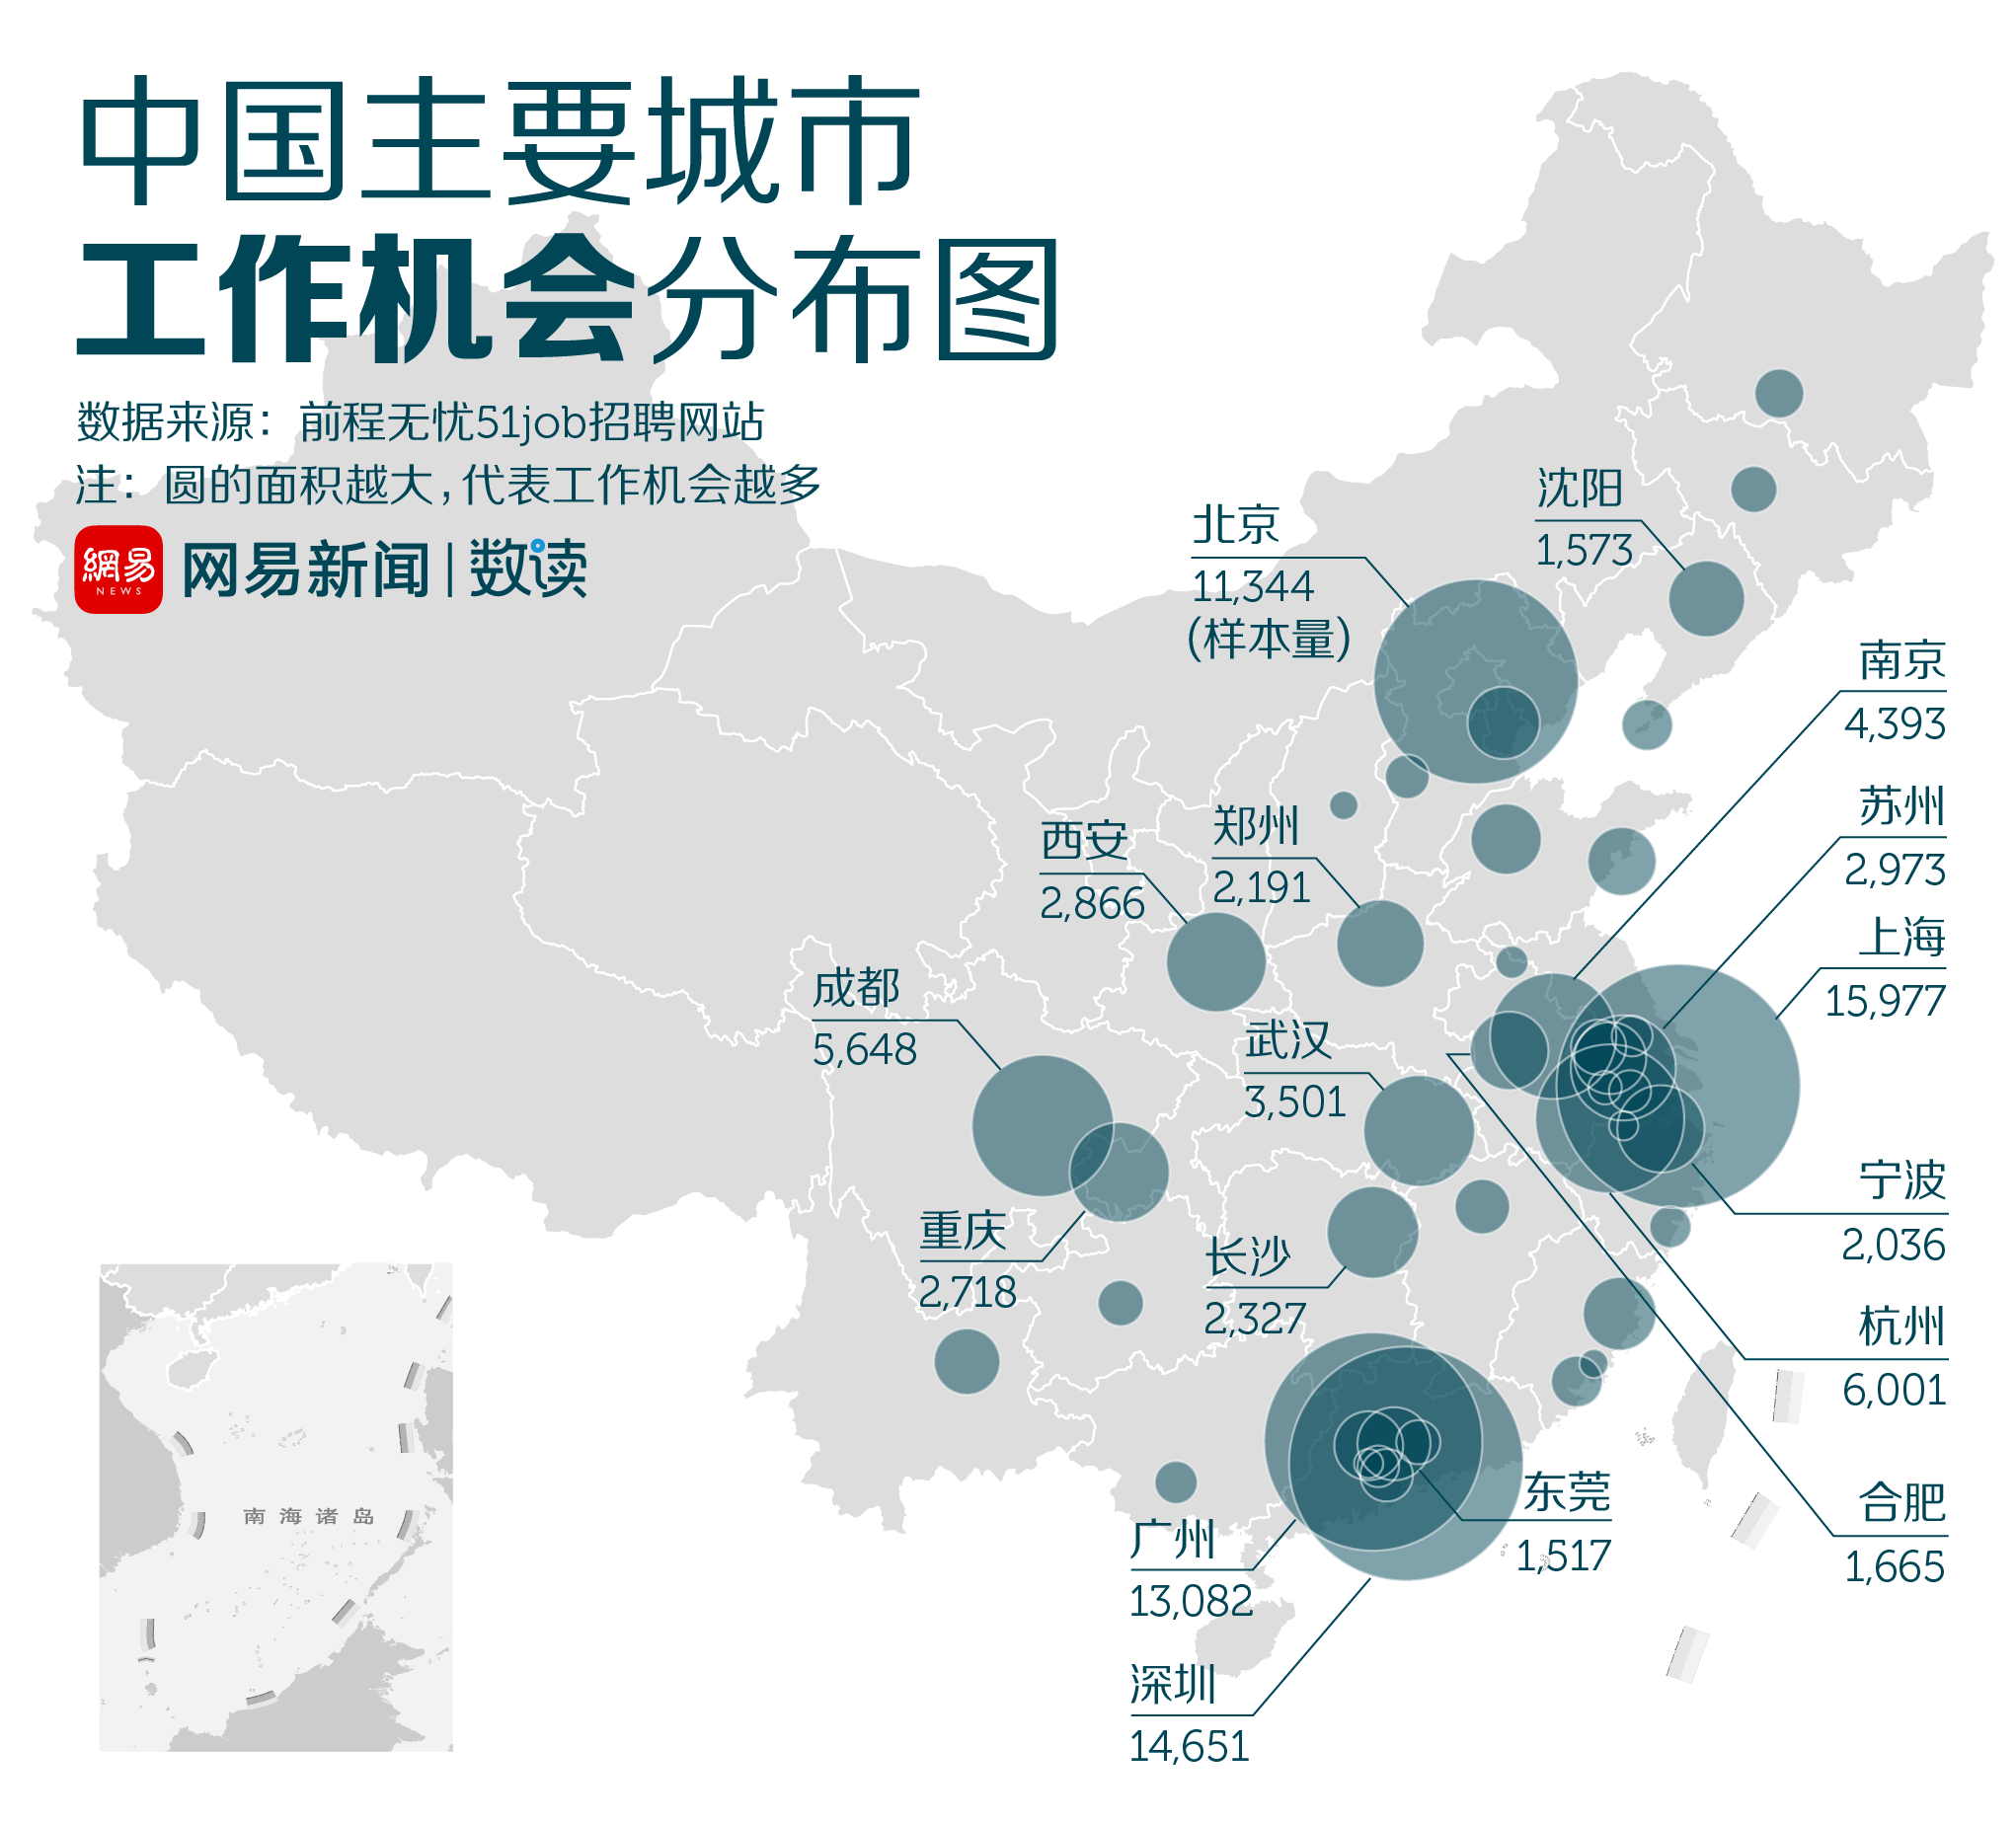 中国主要城市
工作机会分布图
数据来源：前程无忧51job招聘网站
注：圆的面积越大，代表工作机会越多
網易
NEWS
网易新闻|数读
北京
11,344
(样本量)
沈阳
1,573
南京
4,393
苏州
2,973
上海
15,977
西安
2,866
郑州
2,191
成都
5,648
武汉
3,501
重庆
2,718
长沙
2,327
宁波
2,036
杭州
6,001
合肥
1,665
东莞
1,517
广州
13,082
深圳
14,651
南海诸岛